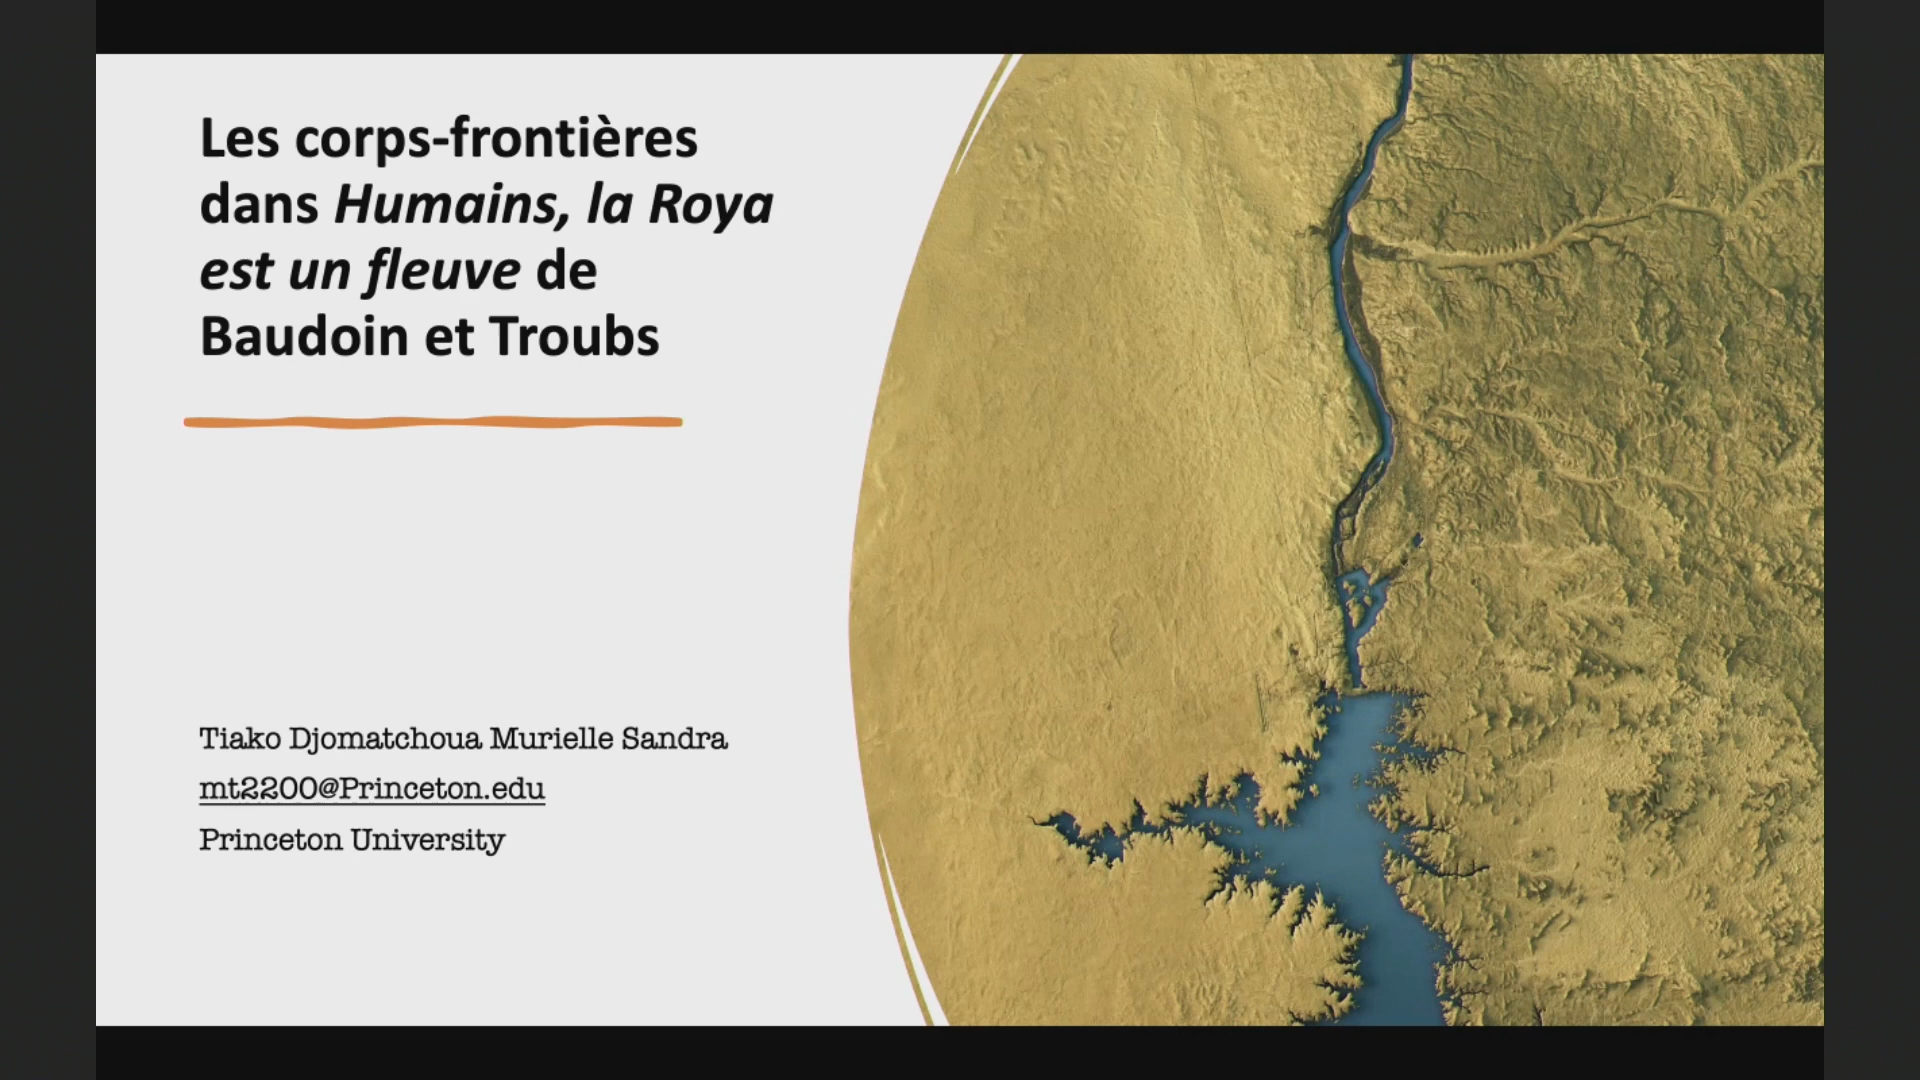 Les corps-frontières
dans Humains, la Roya
est un fleuve de
Baudoin et Troubs
Tiako Djomatchoua Murielle Sandra
mt2200@Princeton.edu
Princeton University